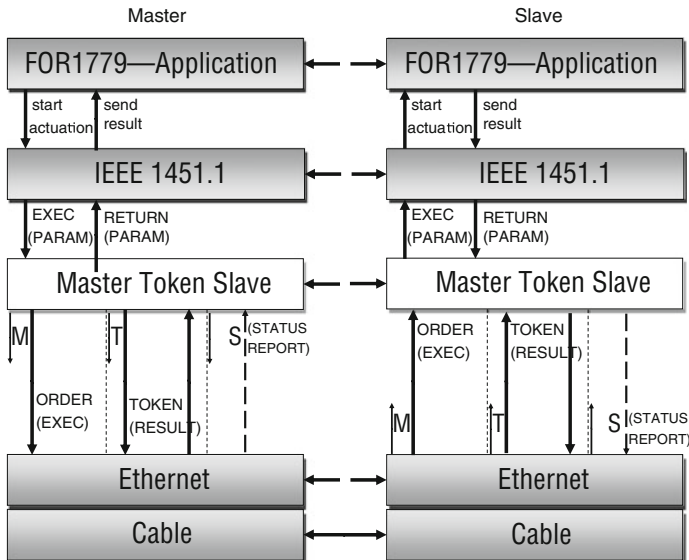 Master
Slave
FOR1779—Application
FOR1779—Application
start
actuation
send
result
start
actuation
send
result
IEEE 1451.1
IEEE 1451.1
EXEC
(PARAM)
RETURN
(PARAM)
EXEC
(PARAM)
RETURN
(PARAM)
Master Token Slave
Master Token Slave
M
T
S
(STATUS
REPORT)
ORDER
(EXEC)
TOKEN
(RESULT)
ORDER
(EXEC)
TOKEN
(RESULT)
M
T
S
(STATUS
REPORT)
Ethernet
Ethernet
Cable
Cable